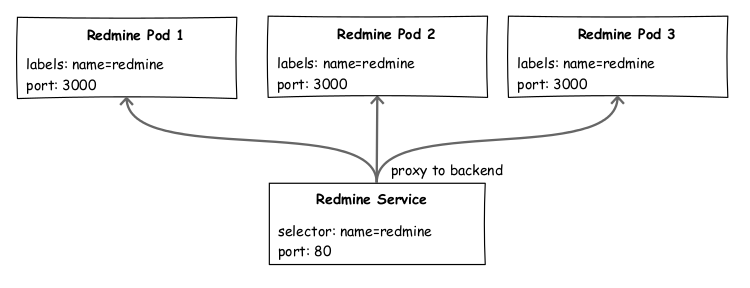 Redmine Pod 1
labels: name=redmine
port: 3000
Redmine Pod 2
labels: name=redmine
port: 3000
Redmine Pod 3
labels: name=redmine
port: 3000
proxy to backend
Redmine Service
selector: name=redmine
port: 80